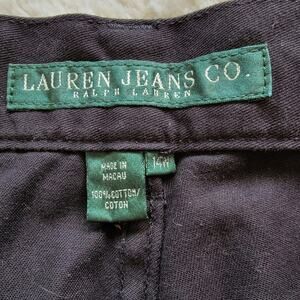 LAUREN JEANS CO.
RALPH LAUREN
MADE IN
MACAU
100% COTTON/
COTON
14W